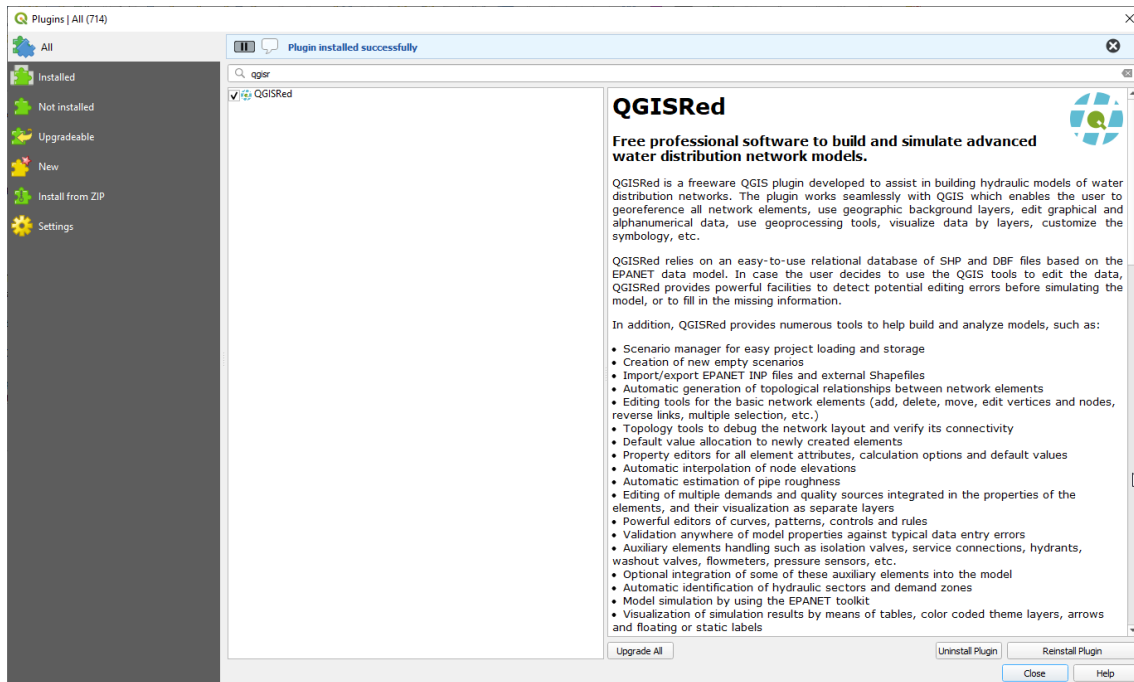 Plugins | All (714)
All
Installed
Not installed
Upgradeable
New
Install from ZIP
Settings
Plugin installed successfully
qgisr
QGISRed
QGISRed
Free professional software to build and simulate advanced
water distribution network models.
QGISRed is a freeware QGIS plugin developed to assist in building hydraulic models of water
distribution networks. The plugin works seamlessly with QGIS which enables the user to
georeference all network elements, use geographic background layers, edit graphical and
alphanumerical data, use geoprocessing tools, visualize data by layers, customize the
symbology, etc.
QGISRed relies on an easy-to-use relational database of SHP and DBF files based on the
EPANET data model. In case the user decides to use the QGIS tools to edit the data,
QGISRed provides powerful facilities to detect potential editing errors before simulating the
model, or to fill in the missing information.
In addition, QGISRed provides numerous tools to help build and analyze models, such as:
• Scenario manager for easy project loading and storage
• Creation of new empty scenarios
• Import/export EPANET INP files and external Shapefiles
• Automatic generation of topological relationships between network elements
• Editing tools for the basic network elements (add, delete, move, edit vertices and nodes,
reverse links, multiple selection, etc.)
• Topology tools to debug the network layout and verify its connectivity
• Default value allocation to newly created elements
• Property editors for all element attributes, calculation options and default values
• Automatic interpolation of node elevations
• Automatic estimation of pipe roughness
• Editing of multiple demands and quality sources integrated in the properties of the
elements, and their visualization as separate layers
• Powerful editors of curves, patterns, controls and rules
• Validation anywhere of model properties against typical data entry errors
• Auxiliary elements handling such as isolation valves, service connections, hydrants,
washout valves, flowmeters, pressure sensors, etc.
• Optional integration of some of these auxiliary elements into the model
• Automatic identification of hydraulic sectors and demand zones
• Model simulation by using the EPANET toolkit
• Visualization of simulation results by means of tables, color coded theme layers, arrows
and floating or static labels
Upgrade All
Uninstall Plugin
Reinstall Plugin
Close
Help